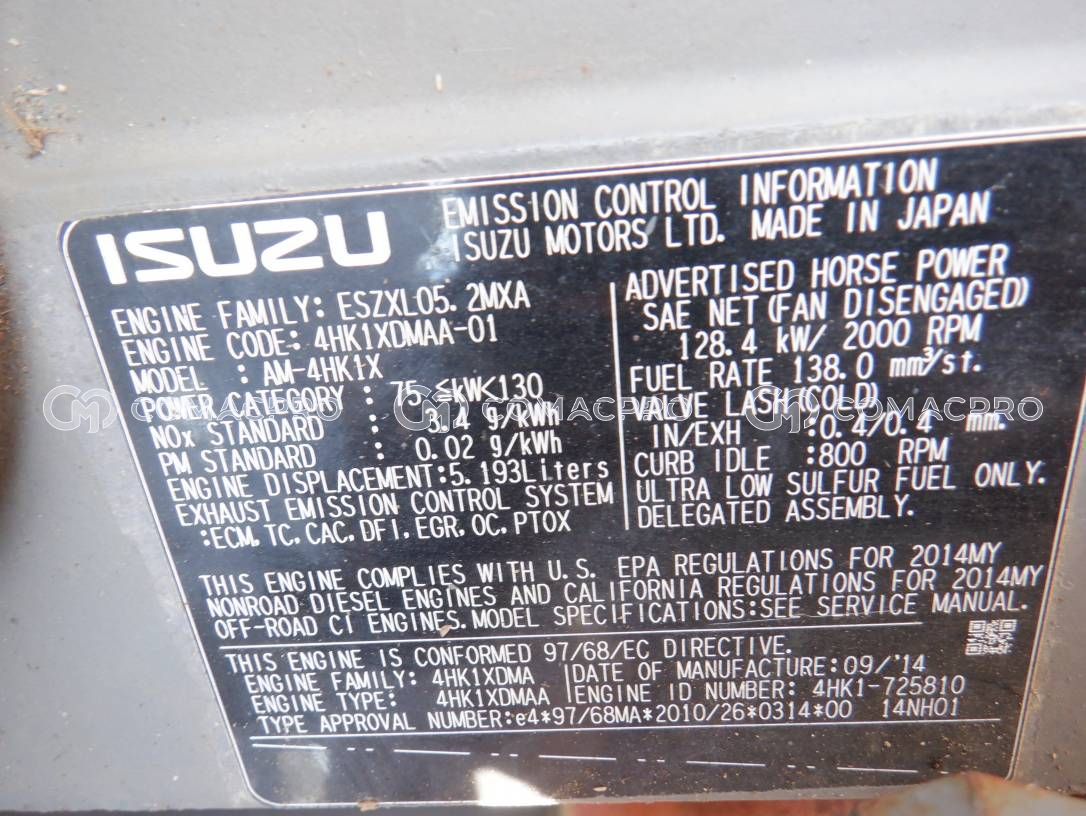 ISUZU
EMISSION CONTROL INFORMATION
ISUZU MOTORS LTD. MADE IN JAPAN
ENGINE FAMILY: ESZXL05.2MXA
ENGINE CODE: 4HK1XDMAA-01
MODEL : AM-4HK1X
POWER CATEGORY : 75 ≦kW<130
NOx STANDARD : 3.4 g/kWh
PM STANDARD : 0.02 g/kWh
ENGINE DISPLACEMENT:5.193Liters
EXHAUST EMISSION CONTROL SYSTEM
:ECM, TC, CAC, DFI, EGR, OC, PTOX
ADVERTISED HORSE POWER
SAE NET (FAN DISENGAGED)
128.4 kW/ 2000 RPM
FUEL RATE 138.0 mm³/st.
VALVE LASH(COLD)
IN/EXH :0.4/0.4 mm.
CURB IDLE :800 RPM
ULTRA LOW SULFUR FUEL ONLY.
DELEGATED ASSEMBLY.
COMACPRO COMACPRO COMACPRO
THIS ENGINE COMPLIES WITH U.S. EPA REGULATIONS FOR 2014MY
NONROAD DIESEL ENGINES AND CALIFORNIA REGULATIONS FOR 2014MY
OFF-ROAD CI ENGINES. MODEL SPECIFICATIONS:SEE SERVICE MANUAL.
THIS ENGINE IS CONFORMED 97/68/EC DIRECTIVE.
ENGINE FAMILY: 4HK1XDMA
DATE OF MANUFACTURE:09/'14
ENGINE TYPE: 4HK1XDMAA
ENGINE ID NUMBER: 4HK1-725810
TYPE APPROVAL NUMBER:e4*97/68MA*2010/26*0314*00 14NH01